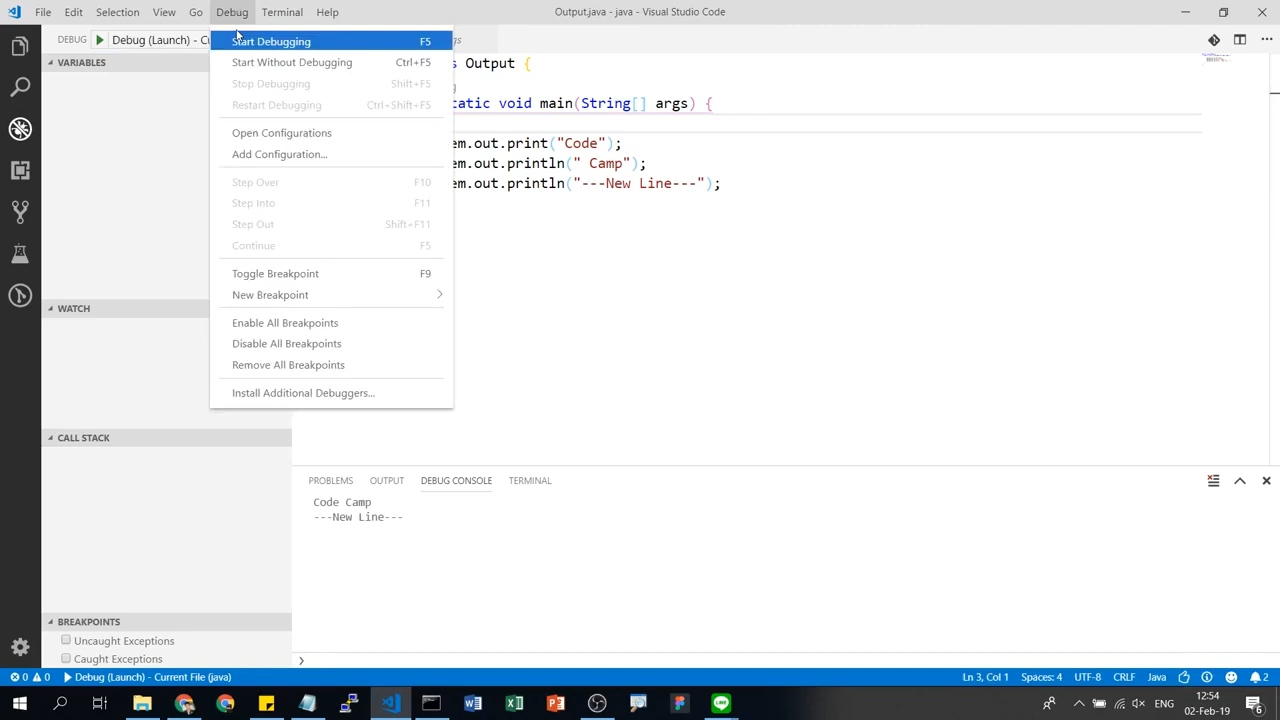 File Edit Selection View Go Debug Terminal Help Output.java - java - Visual Studio Code
DEBUG Debug (Launch) - Cu
VARIABLES
WATCH
CALL STACK
BREAKPOINTS
Uncaught Exceptions
Caught Exceptions
Start Debugging F5
Start Without Debugging Ctrl+F5
Stop Debugging Shift+F5
Restart Debugging Ctrl+Shift+F5
Open Configurations
Add Configuration...
Step Over F10
Step Into F11
Step Out Shift+F11
Continue F5
Toggle Breakpoint F9
New Breakpoint
Enable All Breakpoints
Disable All Breakpoints
Remove All Breakpoints
Install Additional Debuggers...
s Output {
tatic void main(String[] args) {
em.out.print("Code");
em.out.println(" Camp");
em.out.println("---New Line---");
PROBLEMS OUTPUT DEBUG CONSOLE TERMINAL
Code Camp
---New Line---
0 0 Debug (Launch) - Current File (java) Ln 3, Col 1 Spaces: 4 UTF-8 CRLF Java 2
LINE
12:54
02-Feb-19
6